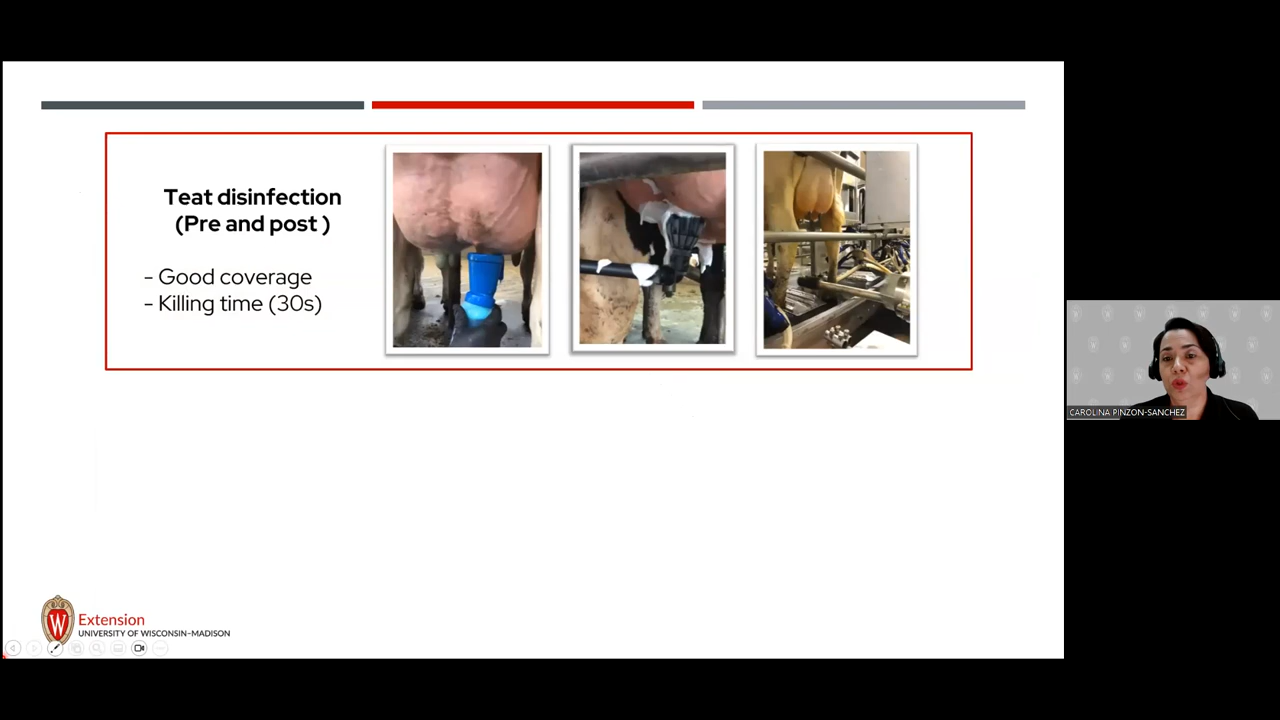 Teat disinfection
(Pre and post )
- Good coverage
- Killing time (30s)
W
Extension
UNIVERSITY OF WISCONSIN–MADISON
CAROLINA PINZON-SANCHEZ